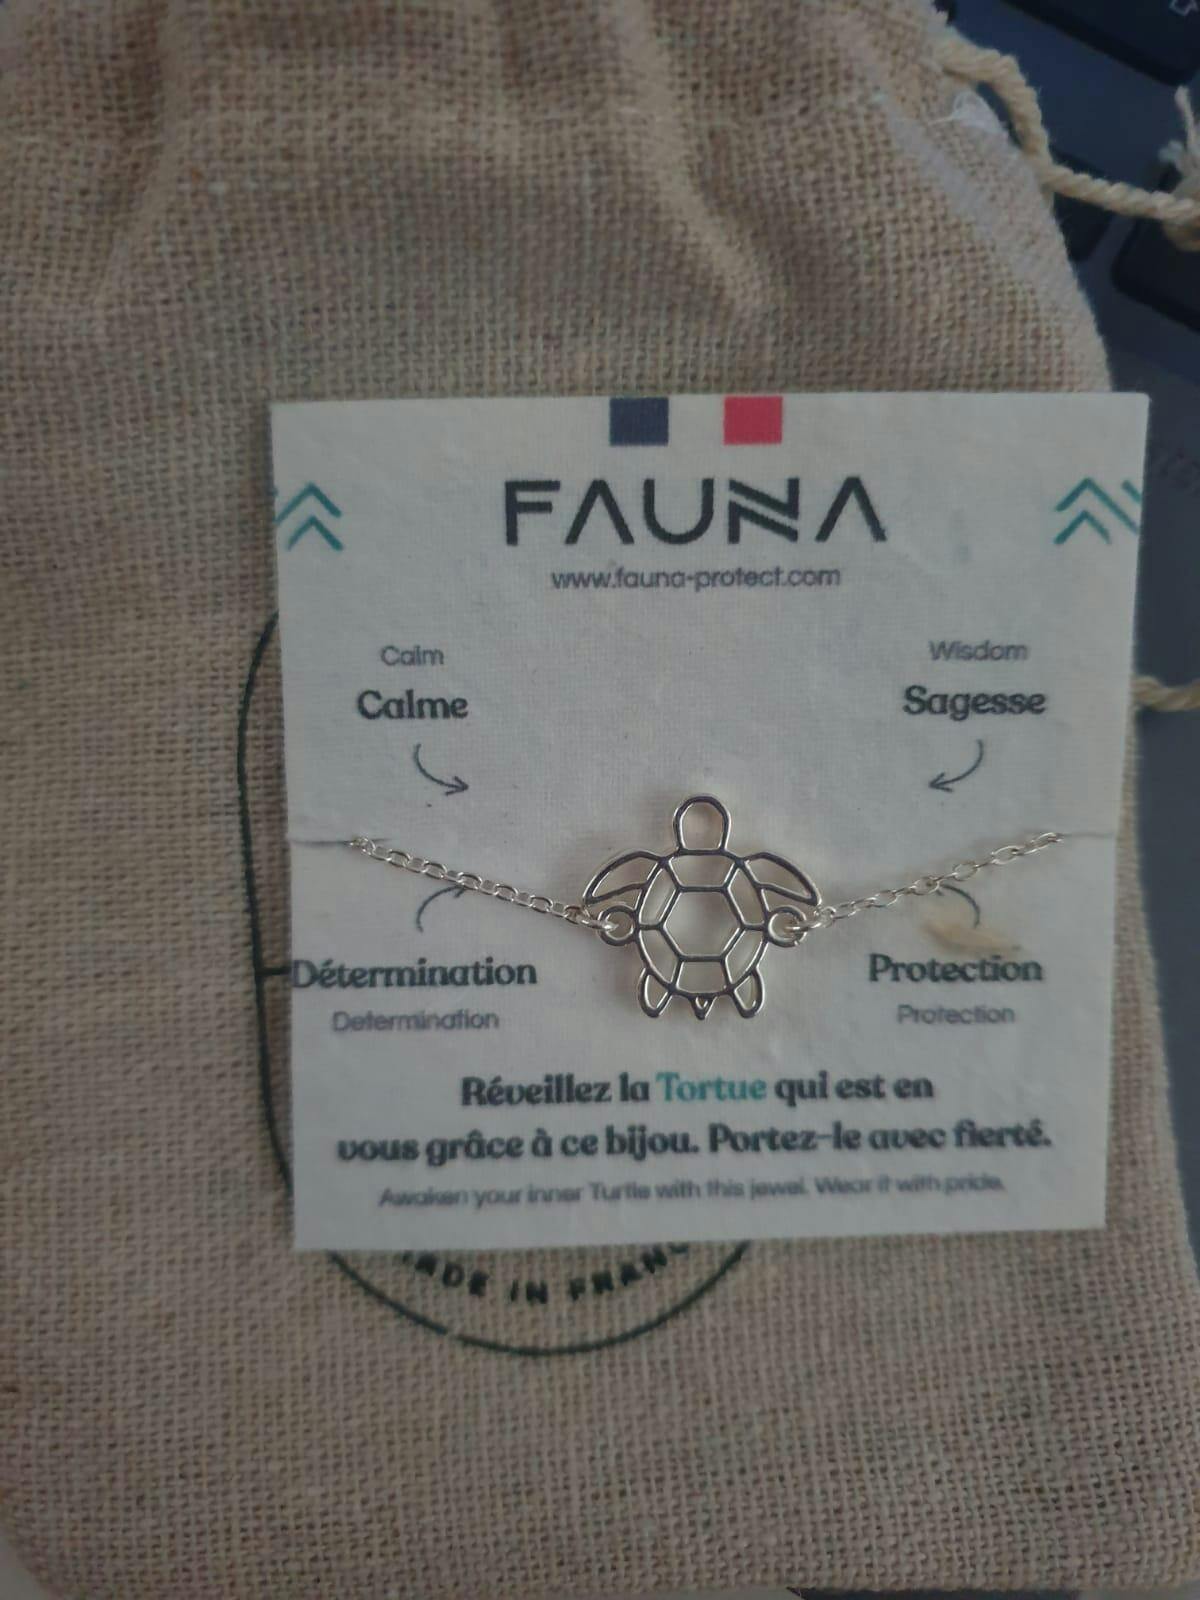 FAUNA
www.fauna-protect.com
Calm
Calme
Wisdom
Sagesse
Détermination
Determination
Protection
Protection
Réveillez la Tortue qui est en
vous grâce à ce bijou. Portez-le avec fierté.
Awaken your inner Turtle with this jewel. Wear it with pride.
ADE IN FRANC